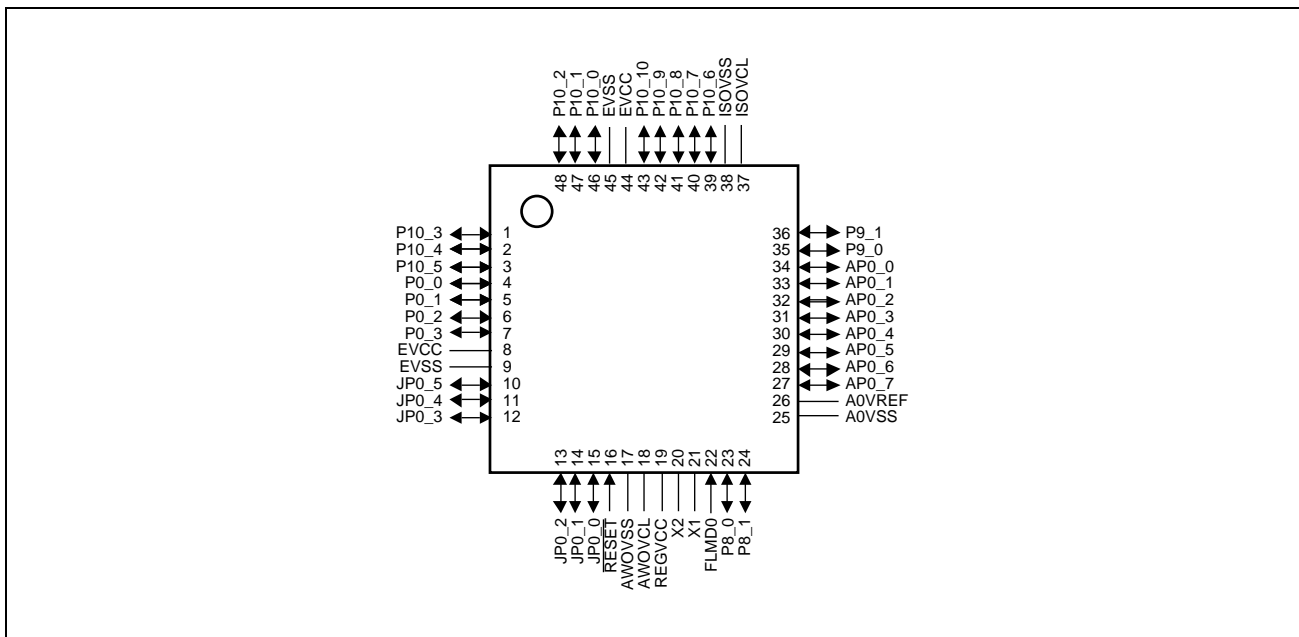 P10_2
P10_1
P10_0
EVSS
EVCC
P10_10
P10_9
P10_8
P10_7
P10_6
ISOVSS
ISOVCL
48
47
46
45
44
43
42
41
40
39
38
37
P10_3 1
P10_4 2
P10_5 3
P0_0 4
P0_1 5
P0_2 6
P0_3 7
EVCC 8
EVSS 9
JP0_5 10
JP0_4 11
JP0_3 12
36 P9_1
35 P9_0
34 AP0_0
33 AP0_1
32 AP0_2
31 AP0_3
30 AP0_4
29 AP0_5
28 AP0_6
27 AP0_7
26 A0VREF
25 A0VSS
13
14
15
16
17
18
19
20
21
22
23
24
JP0_2
JP0_1
JP0_0
RESET
AWOVSS
AWOVCL
REGVCC
X2
X1
FLMD0
P8_0
P8_1